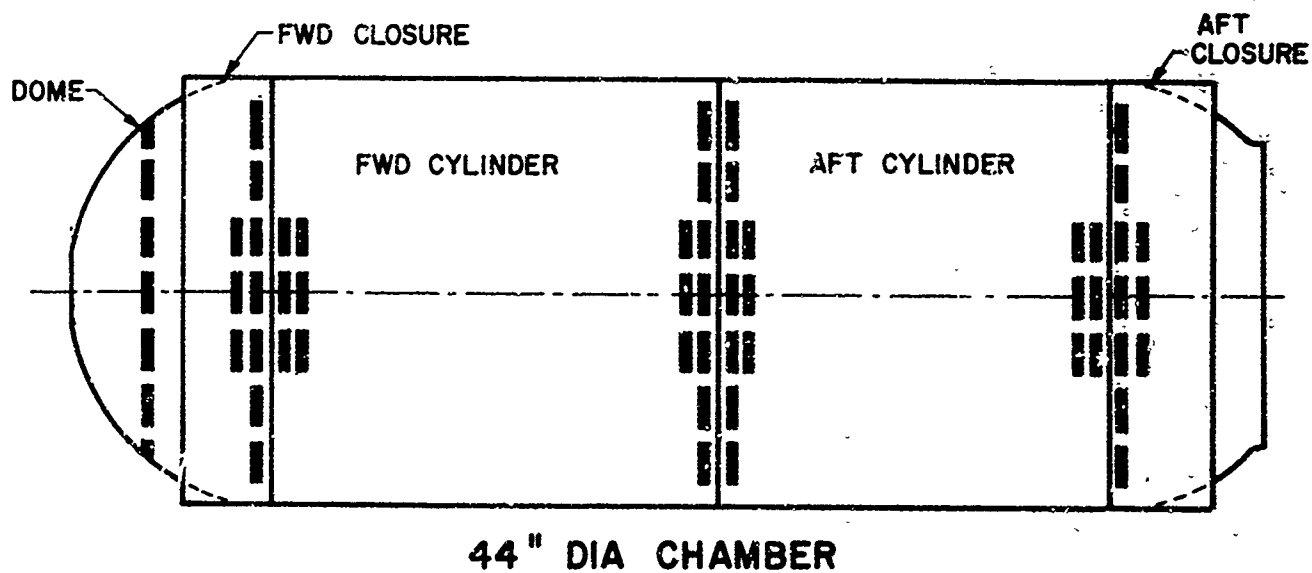 FWD CLOSURE
AFT
CLOSURE
DOME
FWD CYLINDER
AFT CYLINDER
44" DIA CHAMBER